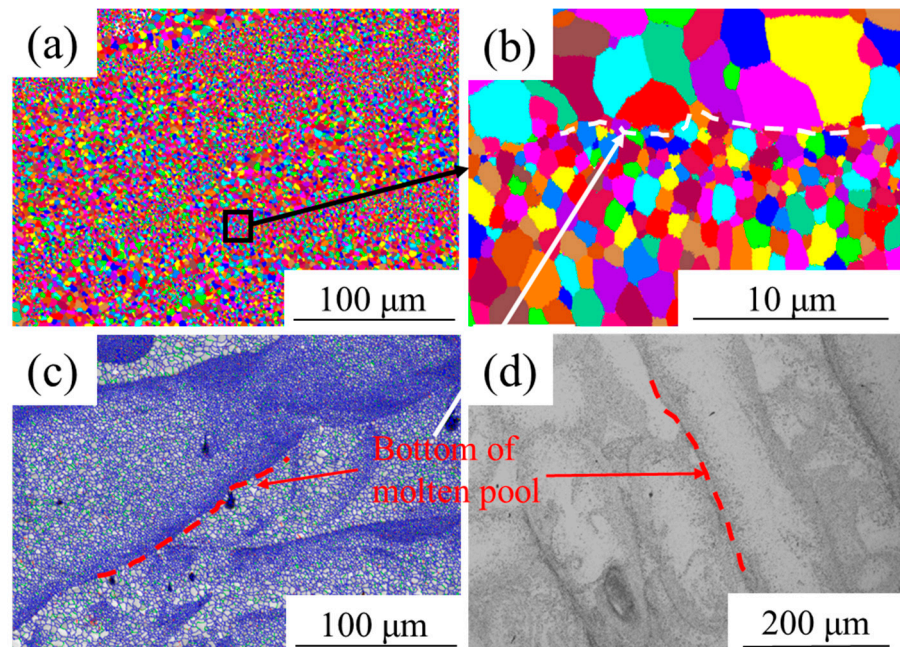 (a)
(b)
100 μm
10 μm
(c)
(d)
Bottom of
molten pool
100 μm
200 μm